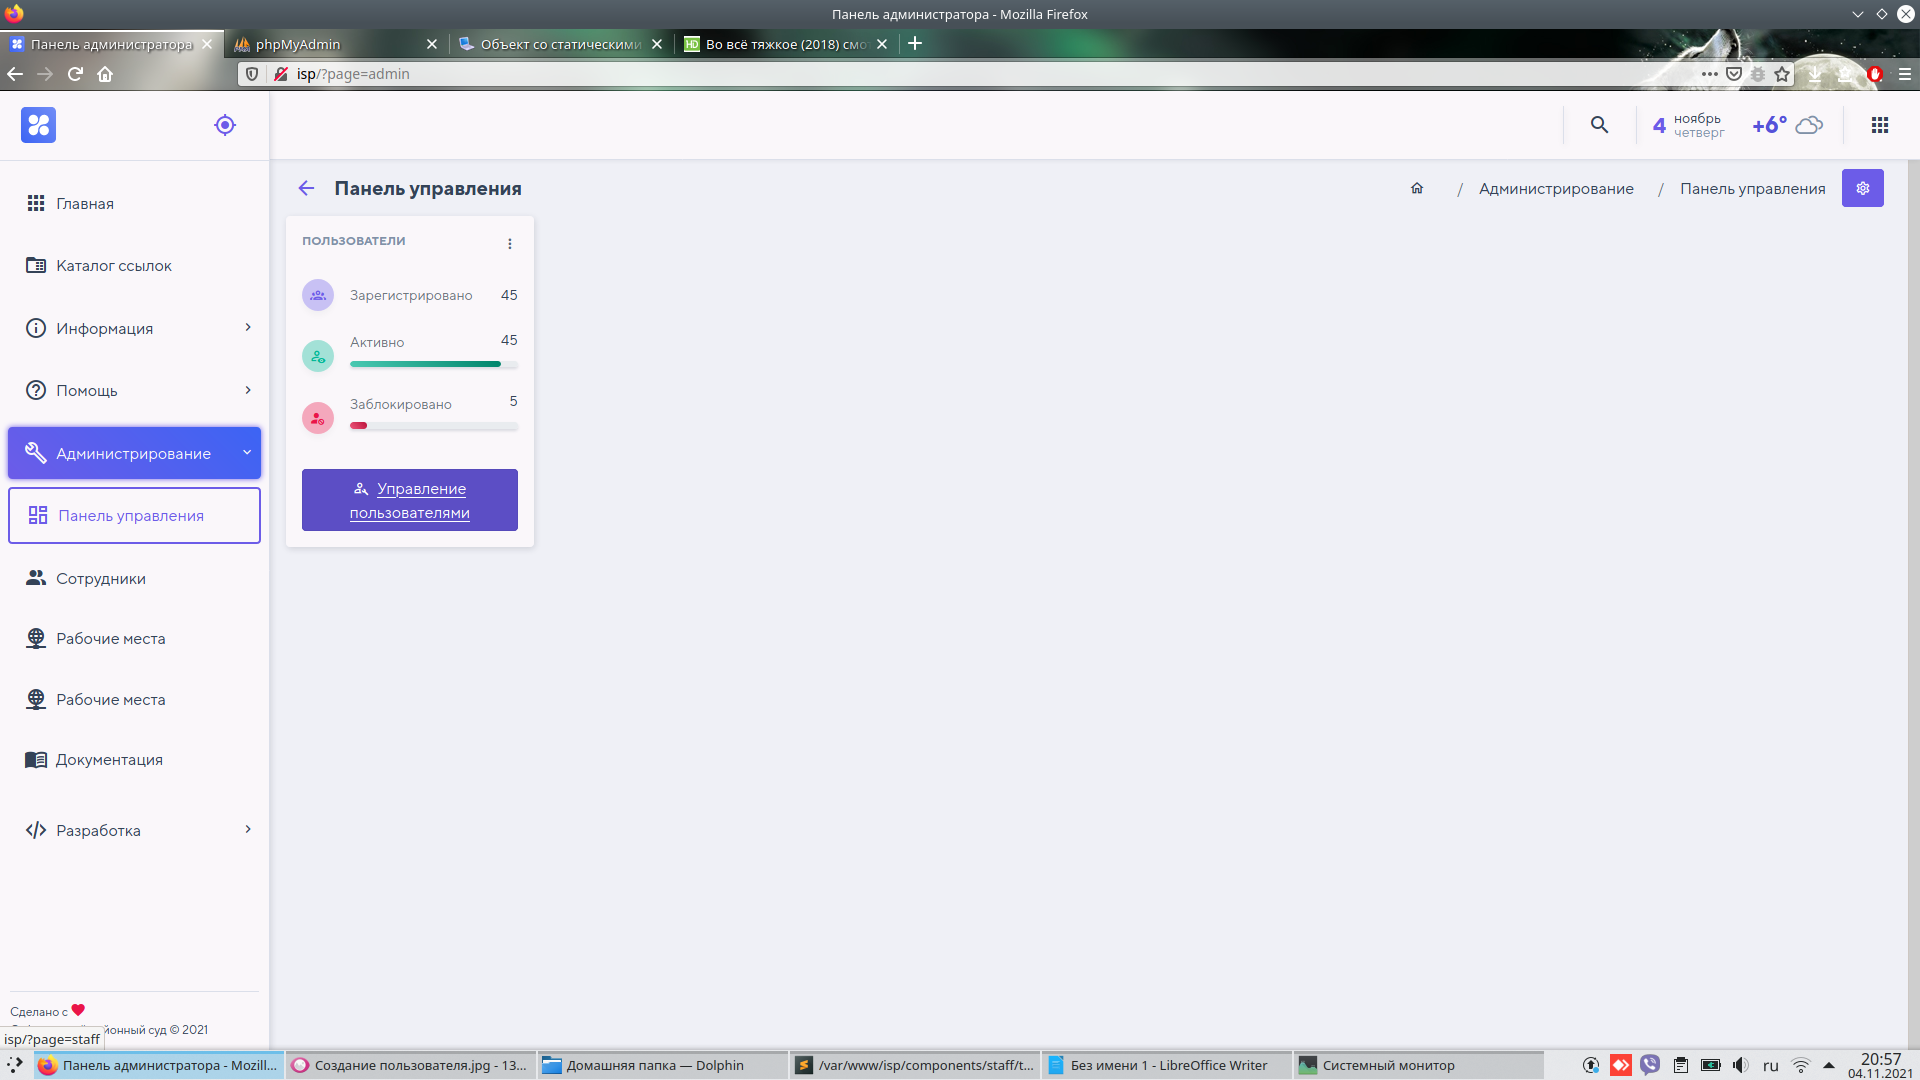 Панель администратора - Mozilla Firefox
Панель администратора
phpMyAdmin
Объект со статическими
HD Во всё тяжкое (2018) смо
isp/?page=admin
4 ноябрь
четверг
+6°
Панель управления
/ Администрирование / Панель управления
Главная
Каталог ссылок
Информация
Помощь
Администрирование
Панель управления
Сотрудники
Рабочие места
Рабочие места
Документация
Разработка
ПОЛЬЗОВАТЕЛИ
Зарегистрировано 45
Активно 45
Заблокировано 5
Управление
пользователями
Сделано с
йонный суд © 2021
isp/?page=staff
Панель администратора - Mozill...
Создание пользователя.jpg - 13...
Домашняя папка — Dolphin
/var/www/isp/components/staff/t...
Без имени 1 - LibreOffice Writer
Системный монитор
ru
20:57
04.11.2021